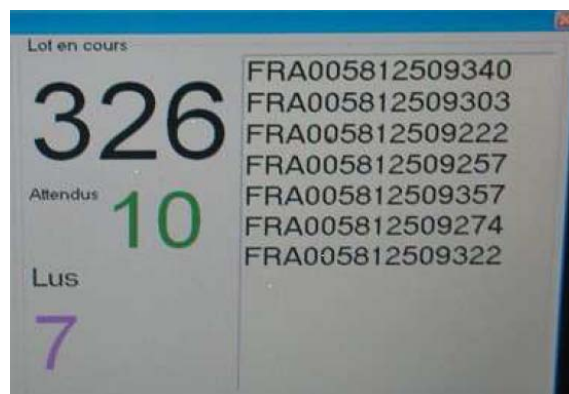 Lot en cours
326
Attendus 10
Lus
7
FRA005812509340
FRA005812509303
FRA005812509222
FRA005812509257
FRA005812509357
FRA005812509274
FRA005812509322